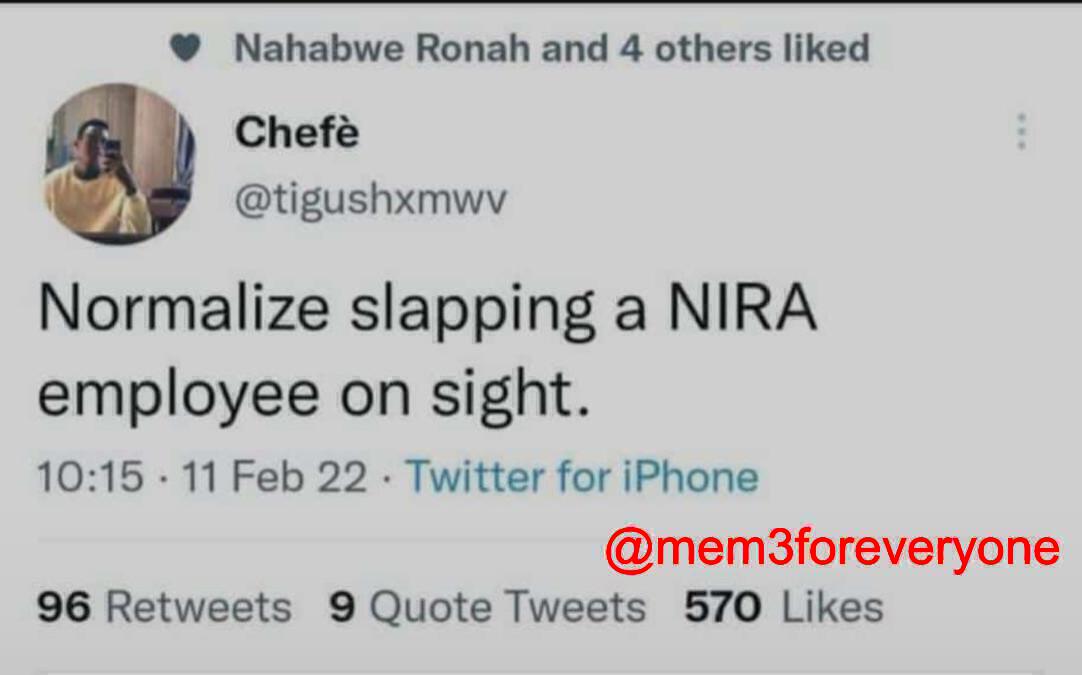 Nahabwe Ronah and 4 others liked
Chefè
@tigushxmwv
Normalize slapping a NIRA
employee on sight.
10:15 · 11 Feb 22 · Twitter for iPhone
@mem3foreveryone
96 Retweets 9 Quote Tweets 570 Likes